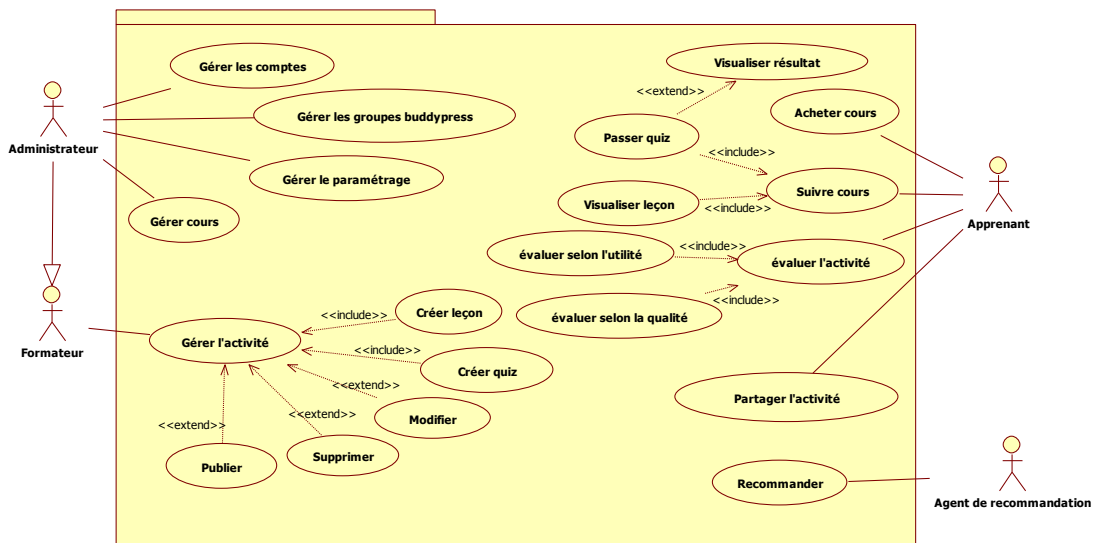 Visualiser résultat
Gérer les comptes
<<extend>>
Acheter cours
Gérer les groupes buddypress
Passer quiz
Administrateur
<<include>>
Gérer le paramétrage
Suivre cours
Visualiser leçon
<<include>>
Gérer cours
Apprenant
évaluer selon l'utilité
<<include>>
évaluer l'activité
<<include>>
évaluer selon la qualité
Créer leçon
<<include>>
Formateur
Gérer l'activité
<<include>>
Créer quiz
<<extend>>
Partager l'activité
Modifier
<<extend>>
<<extend>>
Supprimer
Publier
Recommander
Agent de recommandation